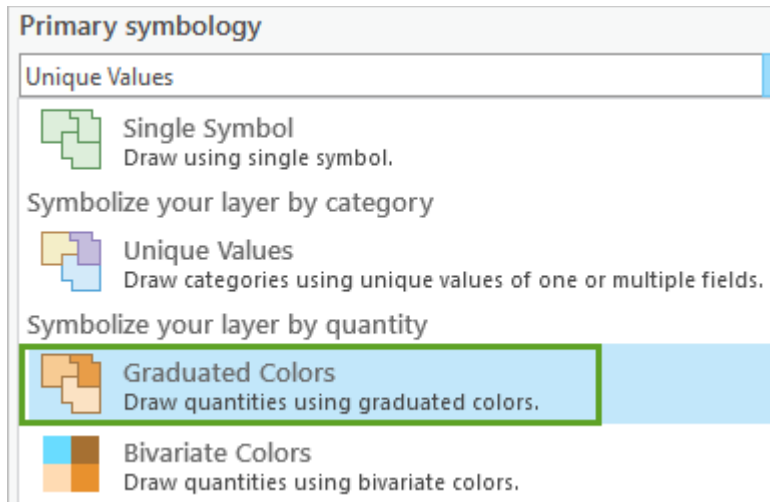 Primary symbology
Unique Values
Single Symbol
Draw using single symbol.
Symbolize your layer by category
Unique Values
Draw categories using unique values of one or multiple fields.
Symbolize your layer by quantity
Graduated Colors
Draw quantities using graduated colors.
Bivariate Colors
Draw quantities using bivariate colors.